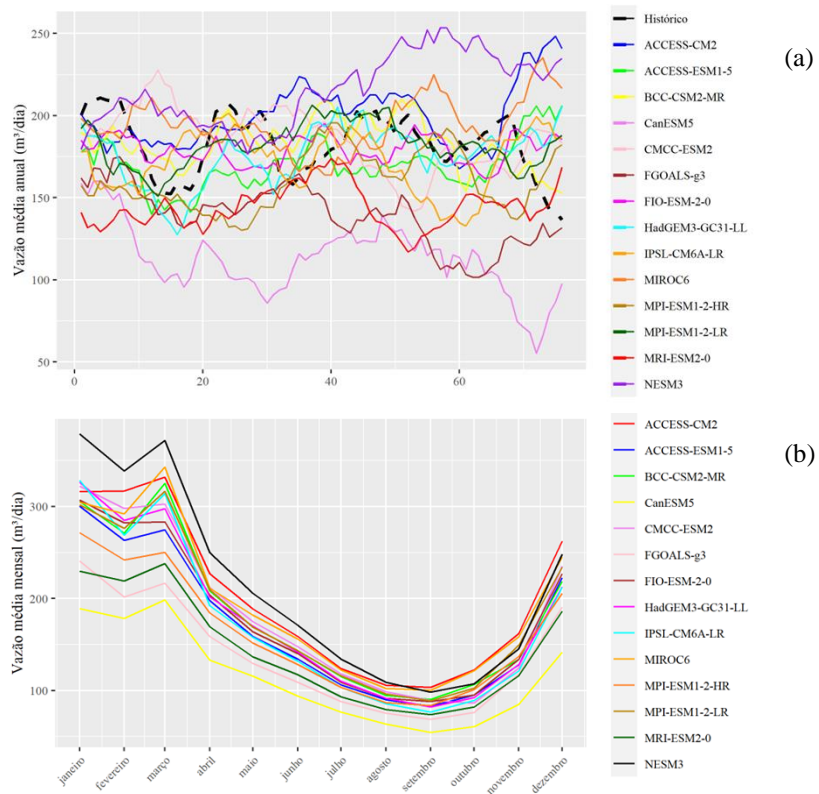 Vazão média anual (m³/dia)
250
200
150
100
50
0
20
40
60
Histórico
ACCESS-CM2
ACCESS-ESM1-5
BCC-CSM2-MR
CanESM5
CMCC-ESM2
FGOALS-g3
FIO-ESM-2-0
HadGEM3-GC31-LL
IPSL-CM6A-LR
MIROC6
MPI-ESM1-2-HR
MPI-ESM1-2-LR
MRI-ESM2-0
NESM3
(a)
Vazão média mensal (m³/dia)
300
200
100
janeiro
fevereiro
março
abril
maio
junho
julho
agosto
setembro
outubro
novembro
dezembro
ACCESS-CM2
ACCESS-ESM1-5
BCC-CSM2-MR
CanESM5
CMCC-ESM2
FGOALS-g3
FIO-ESM-2-0
HadGEM3-GC31-LL
IPSL-CM6A-LR
MIROC6
MPI-ESM1-2-HR
MPI-ESM1-2-LR
MRI-ESM2-0
NESM3
(b)